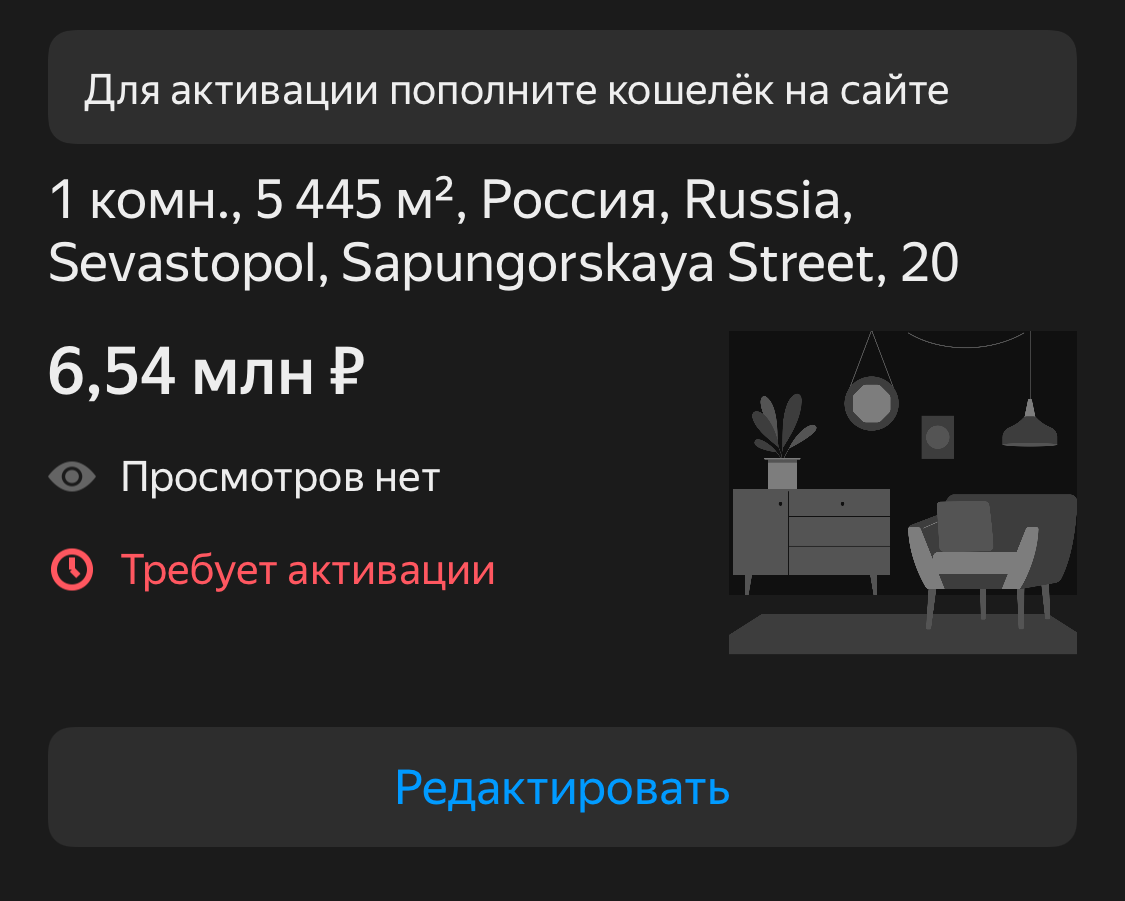 Для активации пополните кошелёк на сайте
1 комн., 5 445 м², Россия, Russia,
Sevastopol, Sapungorskaya Street, 20
6,54 млн ₽
Просмотров нет
Требует активации
Редактировать